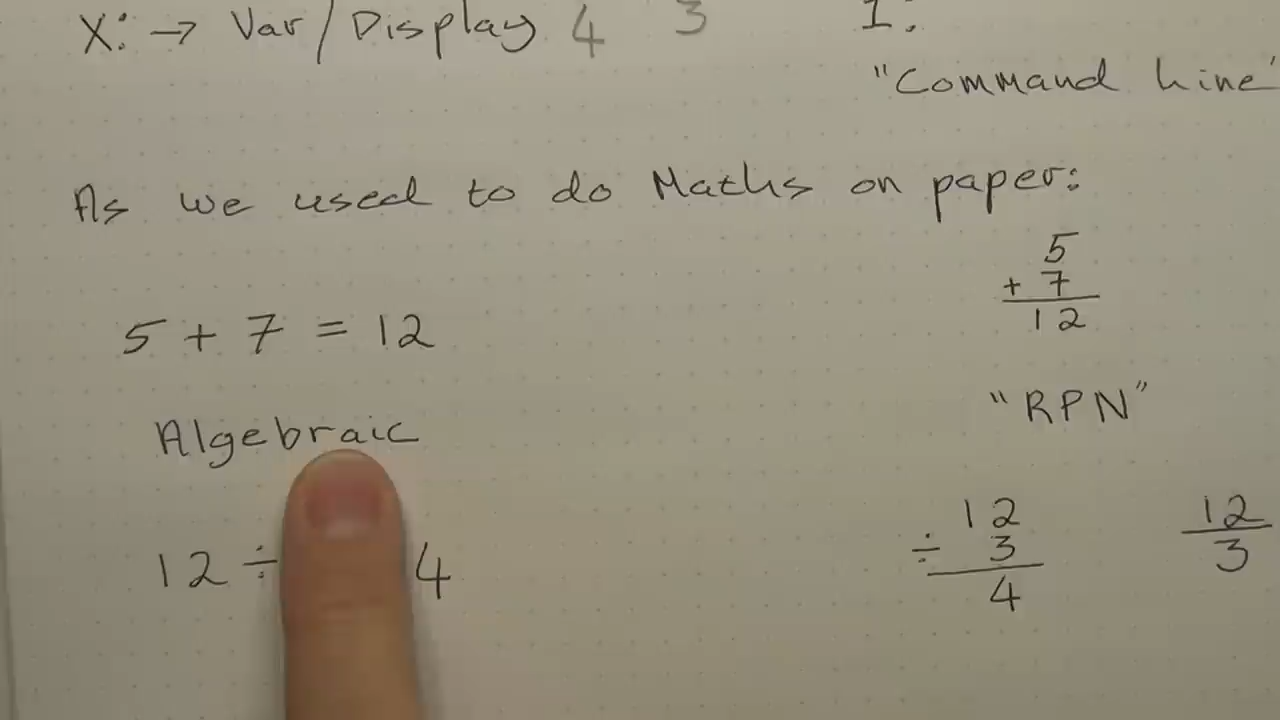 X: → Var/Display 4 3
I:
"Command Line"
As we used to do Maths on paper:
5
+ 7
12
5 + 7 = 12
Algebraic
"RPN"
12 ÷ 4
12
÷ 3
4
12
3